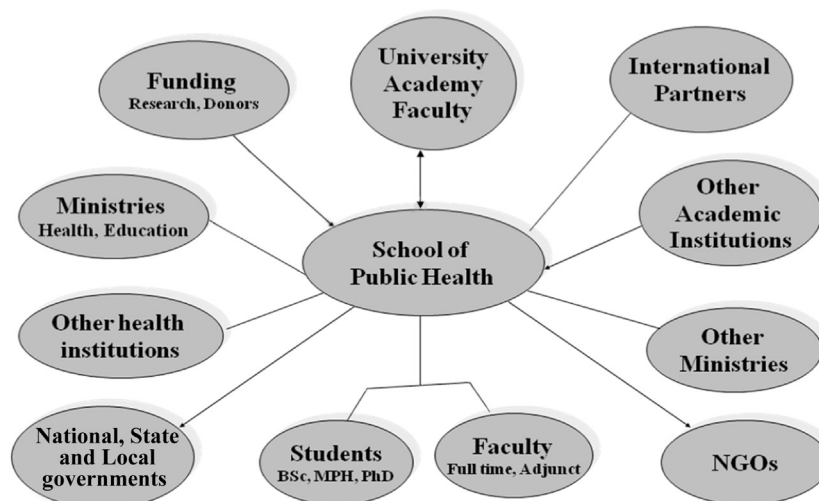 Funding
Research, Donors
University
Academy
Faculty
International
Partners
Ministries
Health, Education
School of
Public Health
Other
Academic
Institutions
Other health
institutions
Other
Ministries
National, State
and Local
governments
Students
BSc, MPH, PhD
Faculty
Full time, Adjunct
NGOs